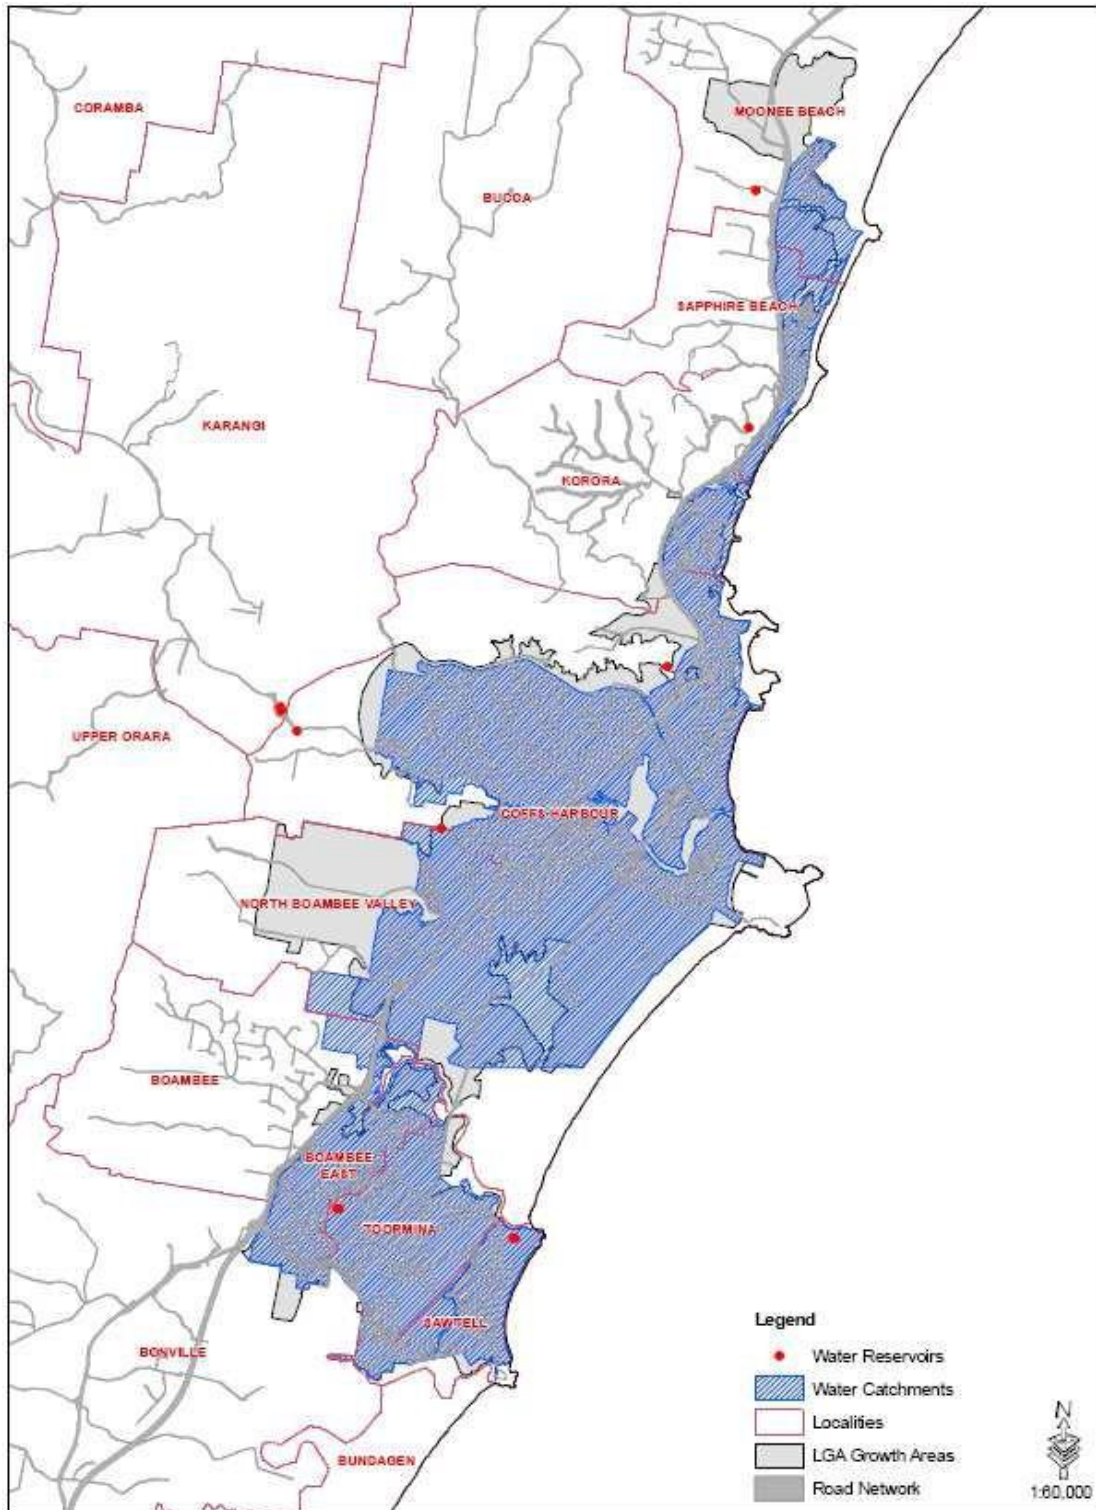 MOONEE BEACH
CORAMBA
BUCCA
SAPPHIRE BEACH
KARANGI
KORORA
UPPER ORARA
COFFS HARBOUR
NORTH BOAMBEE VALLEY
BOAMBEE
BOAMBEE
EAST
TOORMINA
SAWTELL
BONVILLE
BUNDAGEN
Legend
Water Reservoirs
Water Catchments
Localities
LGA Growth Areas
Road Network
N
1:60,000